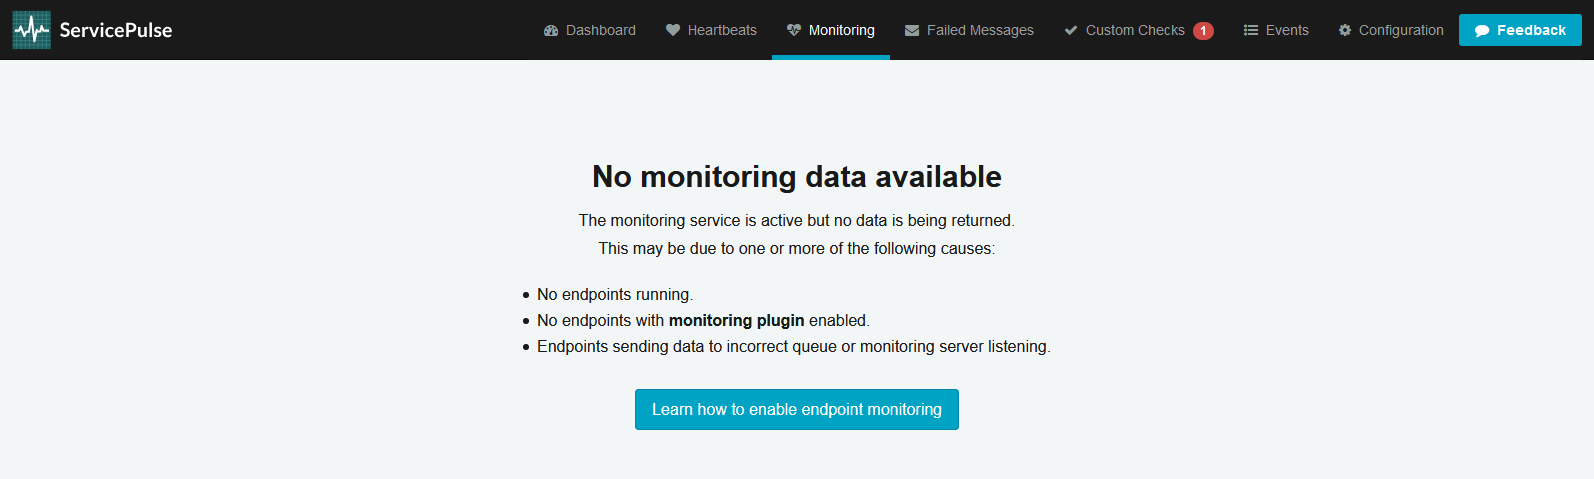 ServicePulse
Dashboard
Heartbeats
Monitoring
Failed Messages
Custom Checks 1
Events
Configuration
Feedback
No monitoring data available
The monitoring service is active but no data is being returned.
This may be due to one or more of the following causes:
No endpoints running.
No endpoints with monitoring plugin enabled.
Endpoints sending data to incorrect queue or monitoring server listening.
Learn how to enable endpoint monitoring